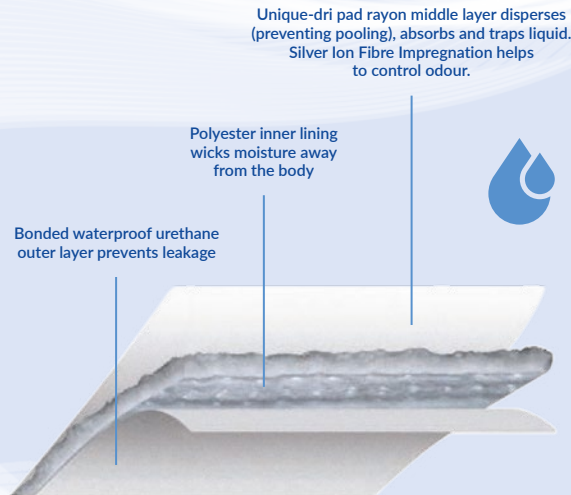 Unique-dri pad rayon middle layer disperses
(preventing pooling), absorbs and traps liquid.
Silver Ion Fibre Impregnation helps
to control odour.
Polyester inner lining
wicks moisture away
from the body
Bonded waterproof urethane
outer layer prevents leakage